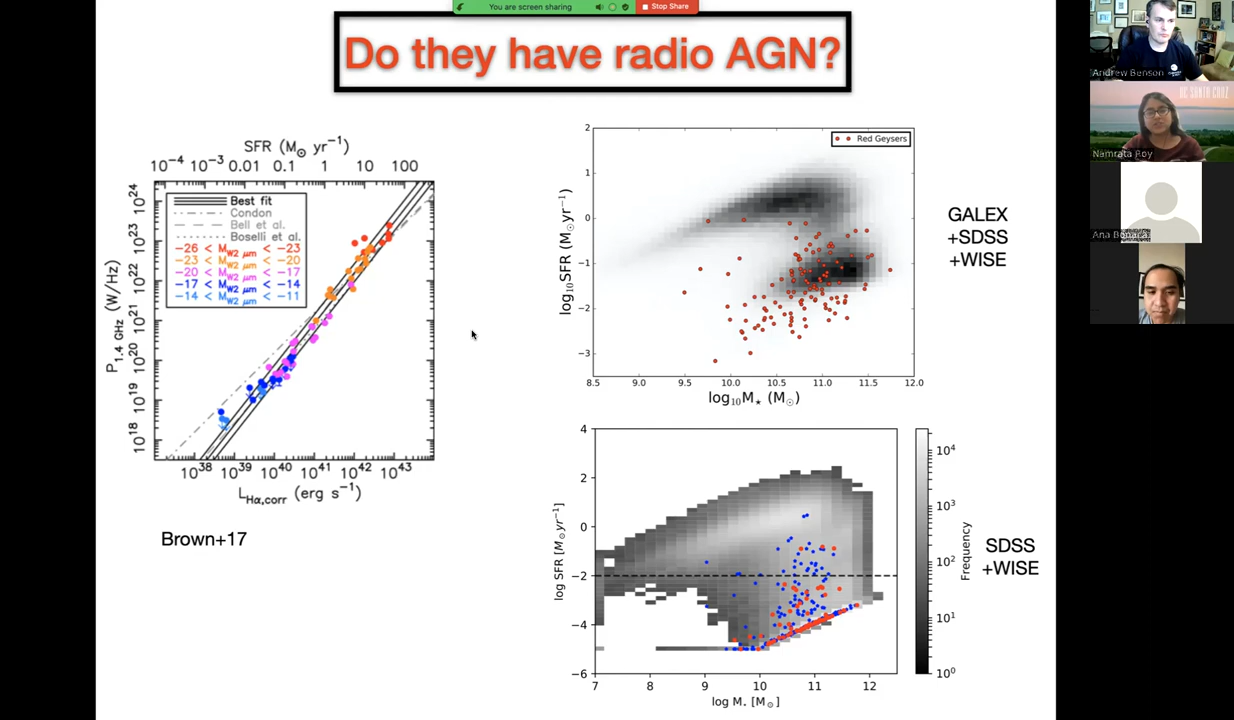 You are screen sharing
Stop Share
Do they have radio AGN?
SFR (M⊙ yr⁻¹)
10⁻⁴ 10⁻³ 0.01 0.1 1 10 100
Best fit
Condon
Bell et al.
Boselli et al.
-26 < M_W2 μm < -23
-23 < M_W2 μm < -20
-20 < M_W2 μm < -17
-17 < M_W2 μm < -14
-14 < M_W2 μm < -11
P_1.4 GHz (W/Hz)
10²⁴
10²³
10²²
10²¹
10²⁰
10¹⁹
10¹⁸
10³⁸ 10³⁹ 10⁴⁰ 10⁴¹ 10⁴² 10⁴³
L_Hα,corr (erg s⁻¹)
Brown+17
Red Geysers
log₁₀SFR (M⊙yr⁻¹)
2
1
0
−1
−2
−3
8.5 9.0 9.5 10.0 10.5 11.0 11.5 12.0
log₁₀M⋆ (M⊙)
GALEX
+SDSS
+WISE
log SFR [M⊙yr⁻¹]
4
2
0
−2
−4
−6
7 8 9 10 11 12
log M⋆ [M⊙]
10⁴
10³
10²
10¹
10⁰
Frequency
SDSS
+WISE
Andrew Benson
UC SANTA CRUZ
Namrata Roy
Ana Bonaca